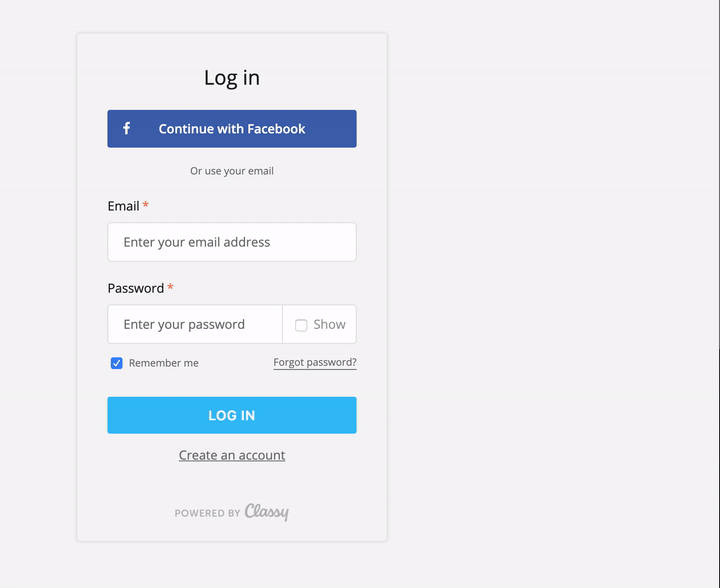 Log in
Continue with Facebook
Or use your email
Email *
Enter your email address
Password *
Enter your password
Show
Remember me
Forgot password?
LOG IN
Create an account
POWERED BY Classy